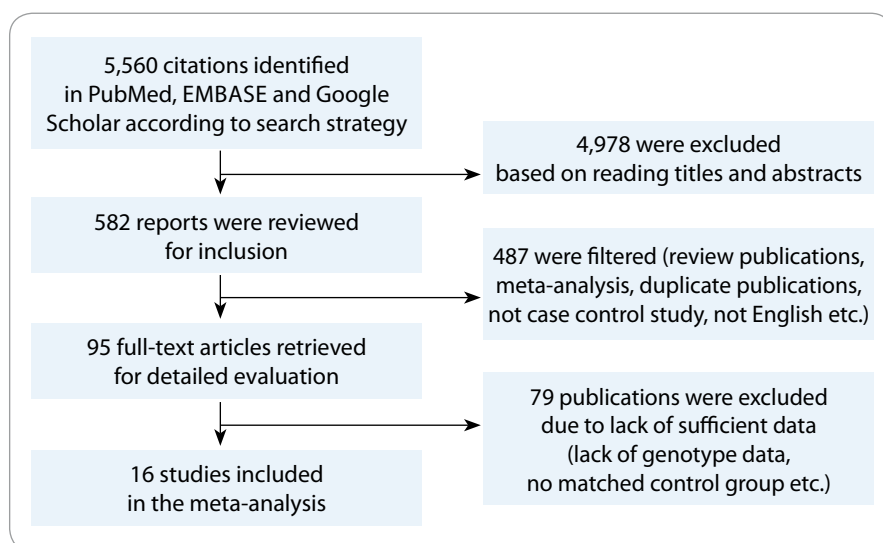 5,560 citations identified
in PubMed, EMBASE and Google
Scholar according to search strategy
4,978 were excluded
based on reading titles and abstracts
582 reports were reviewed
for inclusion
487 were filtered (review publications,
meta-analysis, duplicate publications,
not case control study, not English etc.)
95 full-text articles retrieved
for detailed evaluation
79 publications were excluded
due to lack of sufficient data
(lack of genotype data,
no matched control group etc.)
16 studies included
in the meta-analysis